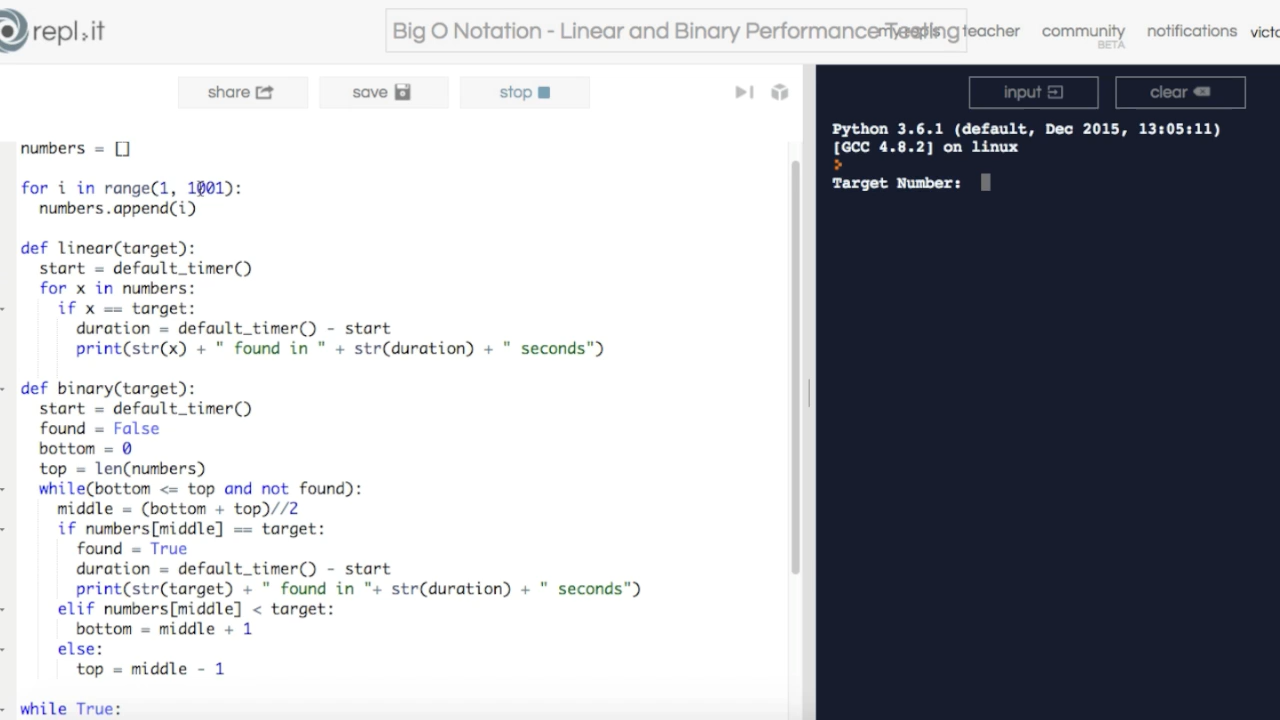 repl.it
Big O Notation - Linear and Binary Performance Testing
my repls teacher community notifications
BETA
share save stop
input clear
numbers = []
for i in range(1, 1001):
numbers.append(i)
def linear(target):
start = default_timer()
for x in numbers:
if x == target:
duration = default_timer() - start
print(str(x) + " found in " + str(duration) + " seconds")
def binary(target):
start = default_timer()
found = False
bottom = 0
top = len(numbers)
while(bottom <= top and not found):
middle = (bottom + top)//2
if numbers[middle] == target:
found = True
duration = default_timer() - start
print(str(target) + " found in "+ str(duration) + " seconds")
elif numbers[middle] < target:
bottom = middle + 1
else:
top = middle - 1
while True:
Python 3.6.1 (default, Dec 2015, 13:05:11)
[GCC 4.8.2] on linux
Target Number: